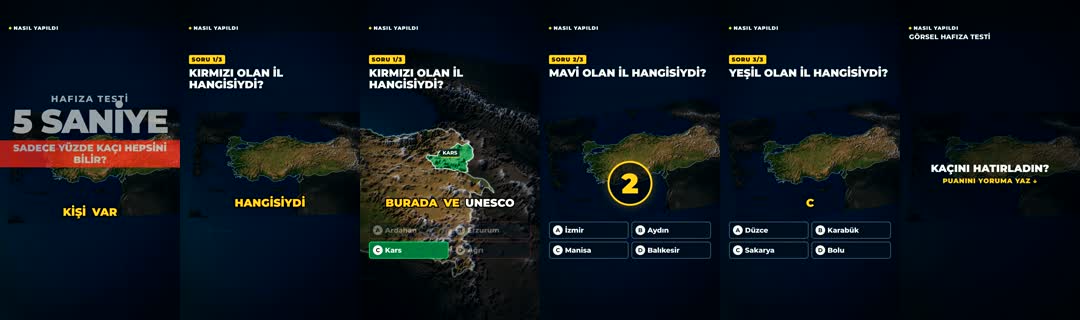 NASIL YAPILDI
HAFIZA TESTİ
5 SANİYE
SADECE YÜZDE KAÇI HEPSİNİ
BİLİR?
KİŞİ VAR
NASIL YAPILDI
SORU 1/3
KIRMIZI OLAN İL
HANGİSİYDİ?
HANGİSİYDİ
NASIL YAPILDI
SORU 1/3
KIRMIZI OLAN İL
HANGİSİYDİ?
KARS
BURADA VE UNESCO
A Ardahan
B Erzurum
C Kars
D Ağrı
NASIL YAPILDI
SORU 2/3
MAVİ OLAN İL HANGİSİYDİ?
2
A İzmir
B Aydın
C Manisa
D Balıkesir
NASIL YAPILDI
SORU 3/3
YEŞİL OLAN İL HANGİSİYDİ?
C
A Düzce
B Karabük
C Sakarya
D Bolu
NASIL YAPILDI
GÖRSEL HAFIZA TESTİ
KAÇINI HATIRLADIN?
PUANINI YORUMA YAZ ↓